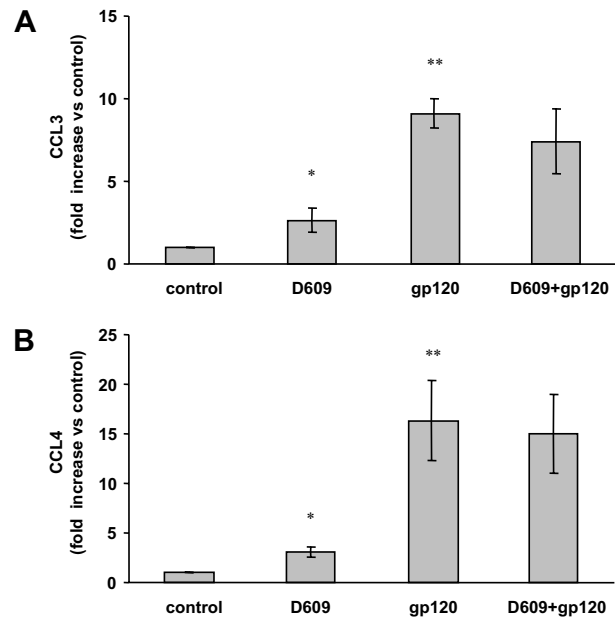 A
CCL3
(fold increase vs control)
15
10
5
0
*
**
control D609 gp120 D609+gp120
B
CCL4
(fold increase vs control)
25
20
15
10
5
0
*
**
control D609 gp120 D609+gp120